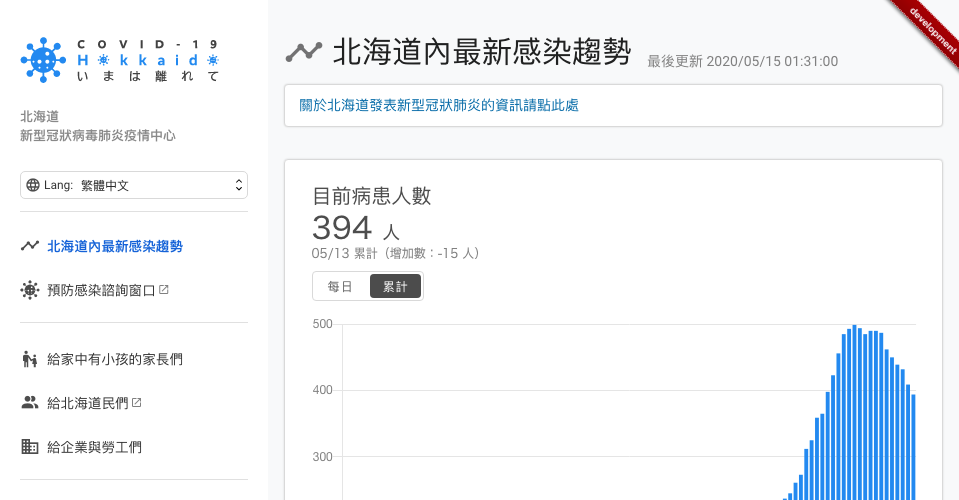 COVID-19
Hokkaido
いまは離れて
北海道
新型冠狀病毒肺炎疫情中心
Lang: 繁體中文
北海道內最新感染趨勢
預防感染諮詢窗口
給家中有小孩的家長們
給北海道民們
給企業與勞工們
development
北海道內最新感染趨勢 最後更新 2020/05/15 01:31:00
關於北海道發表新型冠狀肺炎的資訊請點此處
目前病患人數
394 人
05/13 累計（增加數：-15 人）
每日 累計
500
400
300